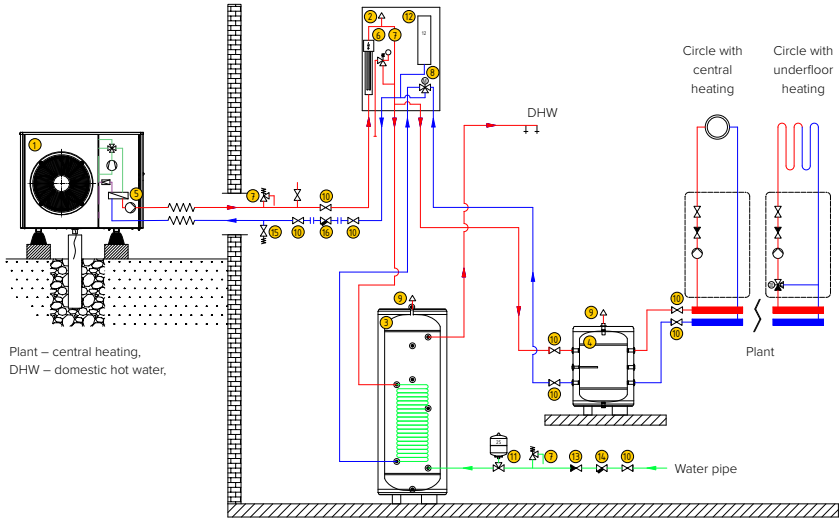 2
12
6
7
12
M
8
Circle with
central
heating
Circle with
underfloor
heating
DHW
1
5
7
10
15
10
16
10
9
3
9
10
4
10
10
10
M
Plant
Plant – central heating,
DHW – domestic hot water,
25
11
7
13
14
10
Water pipe